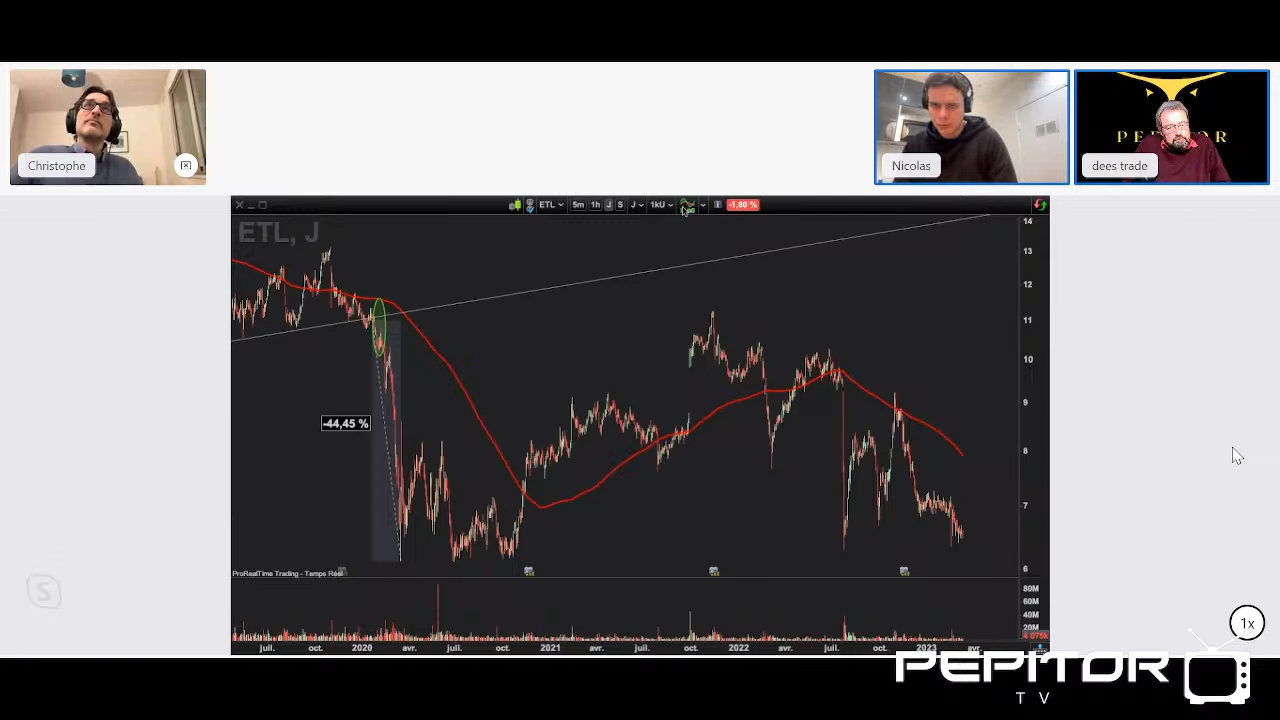 Christophe
Nicolas
PEPITOR
dees trade
ETL 5m 1h J S J 1kU i -1,80 %
ETL, J
14
13
12
11
10
9
-44,45 %
8
7
6
ProRealTime Trading - Temps Réel
80M
60M
40M
20M
juil. oct. 2020 avr. juil. oct. 2021 avr. juil. oct. 2022 avr. juil. oct. 2023 avr.
S
1x
PEPITOR
TV